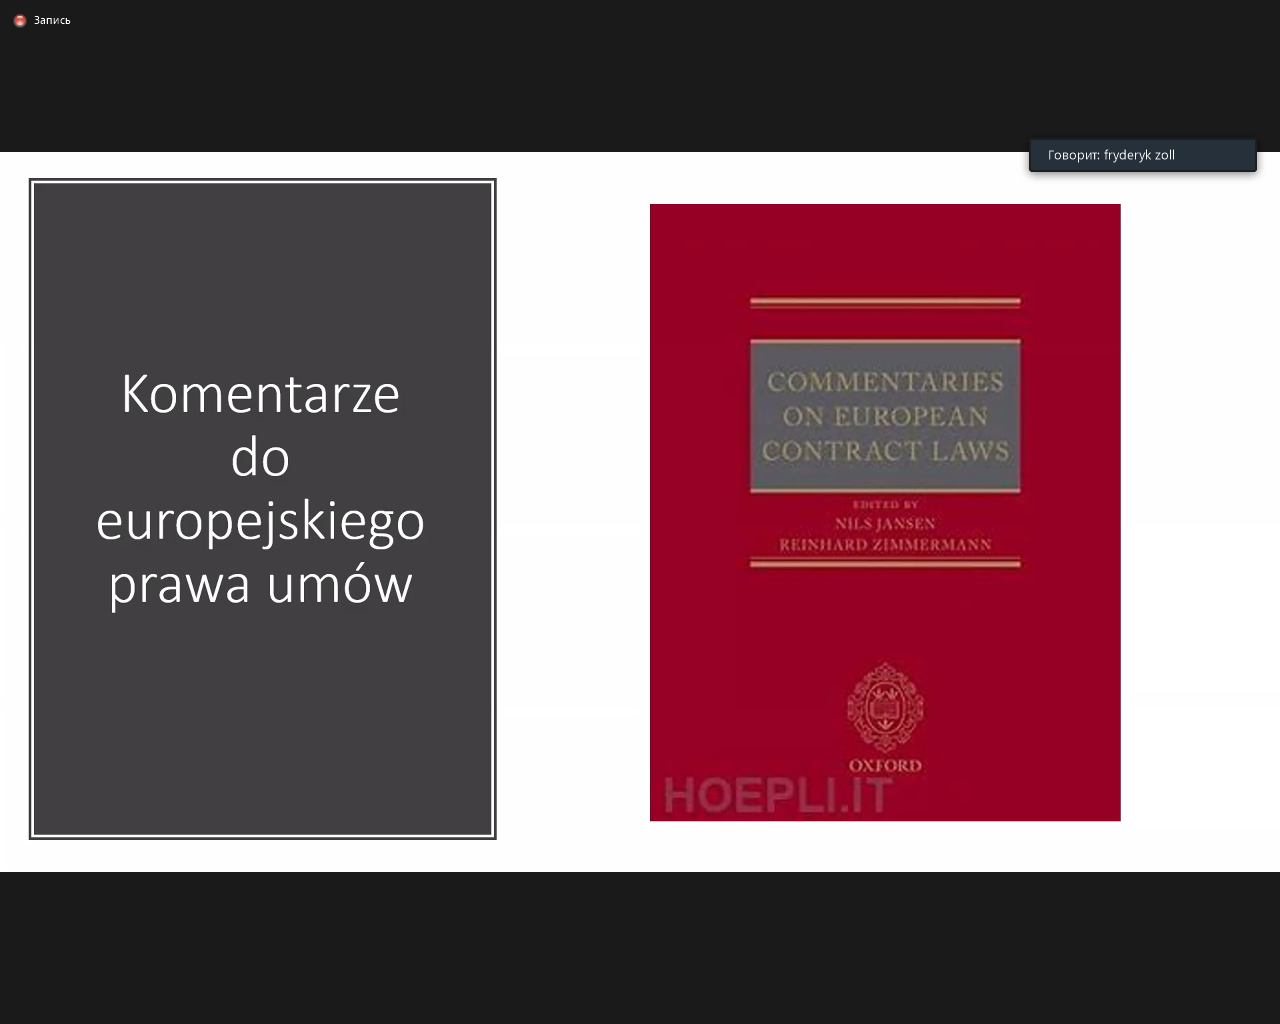 Запись
Говорит: fryderyk zoll
Komentarze
do
europejskiego
prawa umów
COMMENTARIES
ON EUROPEAN
CONTRACT LAWS
EDITED BY
NILS JANSEN
REINHARD ZIMMERMANN
OXFORD
HOEPLI.IT